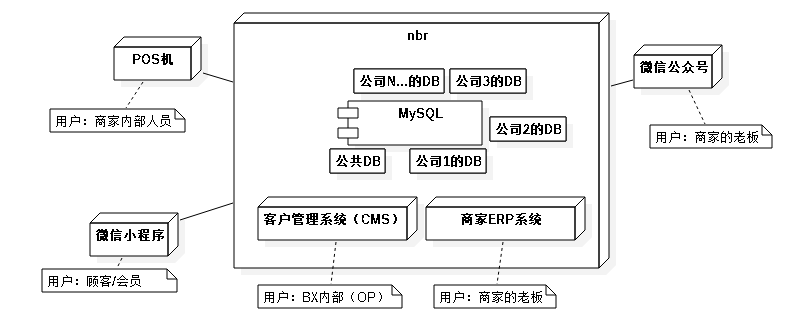 nbr
POS机
用户：商家内部人员
微信公众号
用户：商家的老板
公司N...的DB
公司3的DB
MySQL
公司2的DB
公共DB
公司1的DB
微信小程序
用户：顾客/会员
客户管理系统（CMS）
商家ERP系统
用户：BX内部（OP）
用户：商家的老板